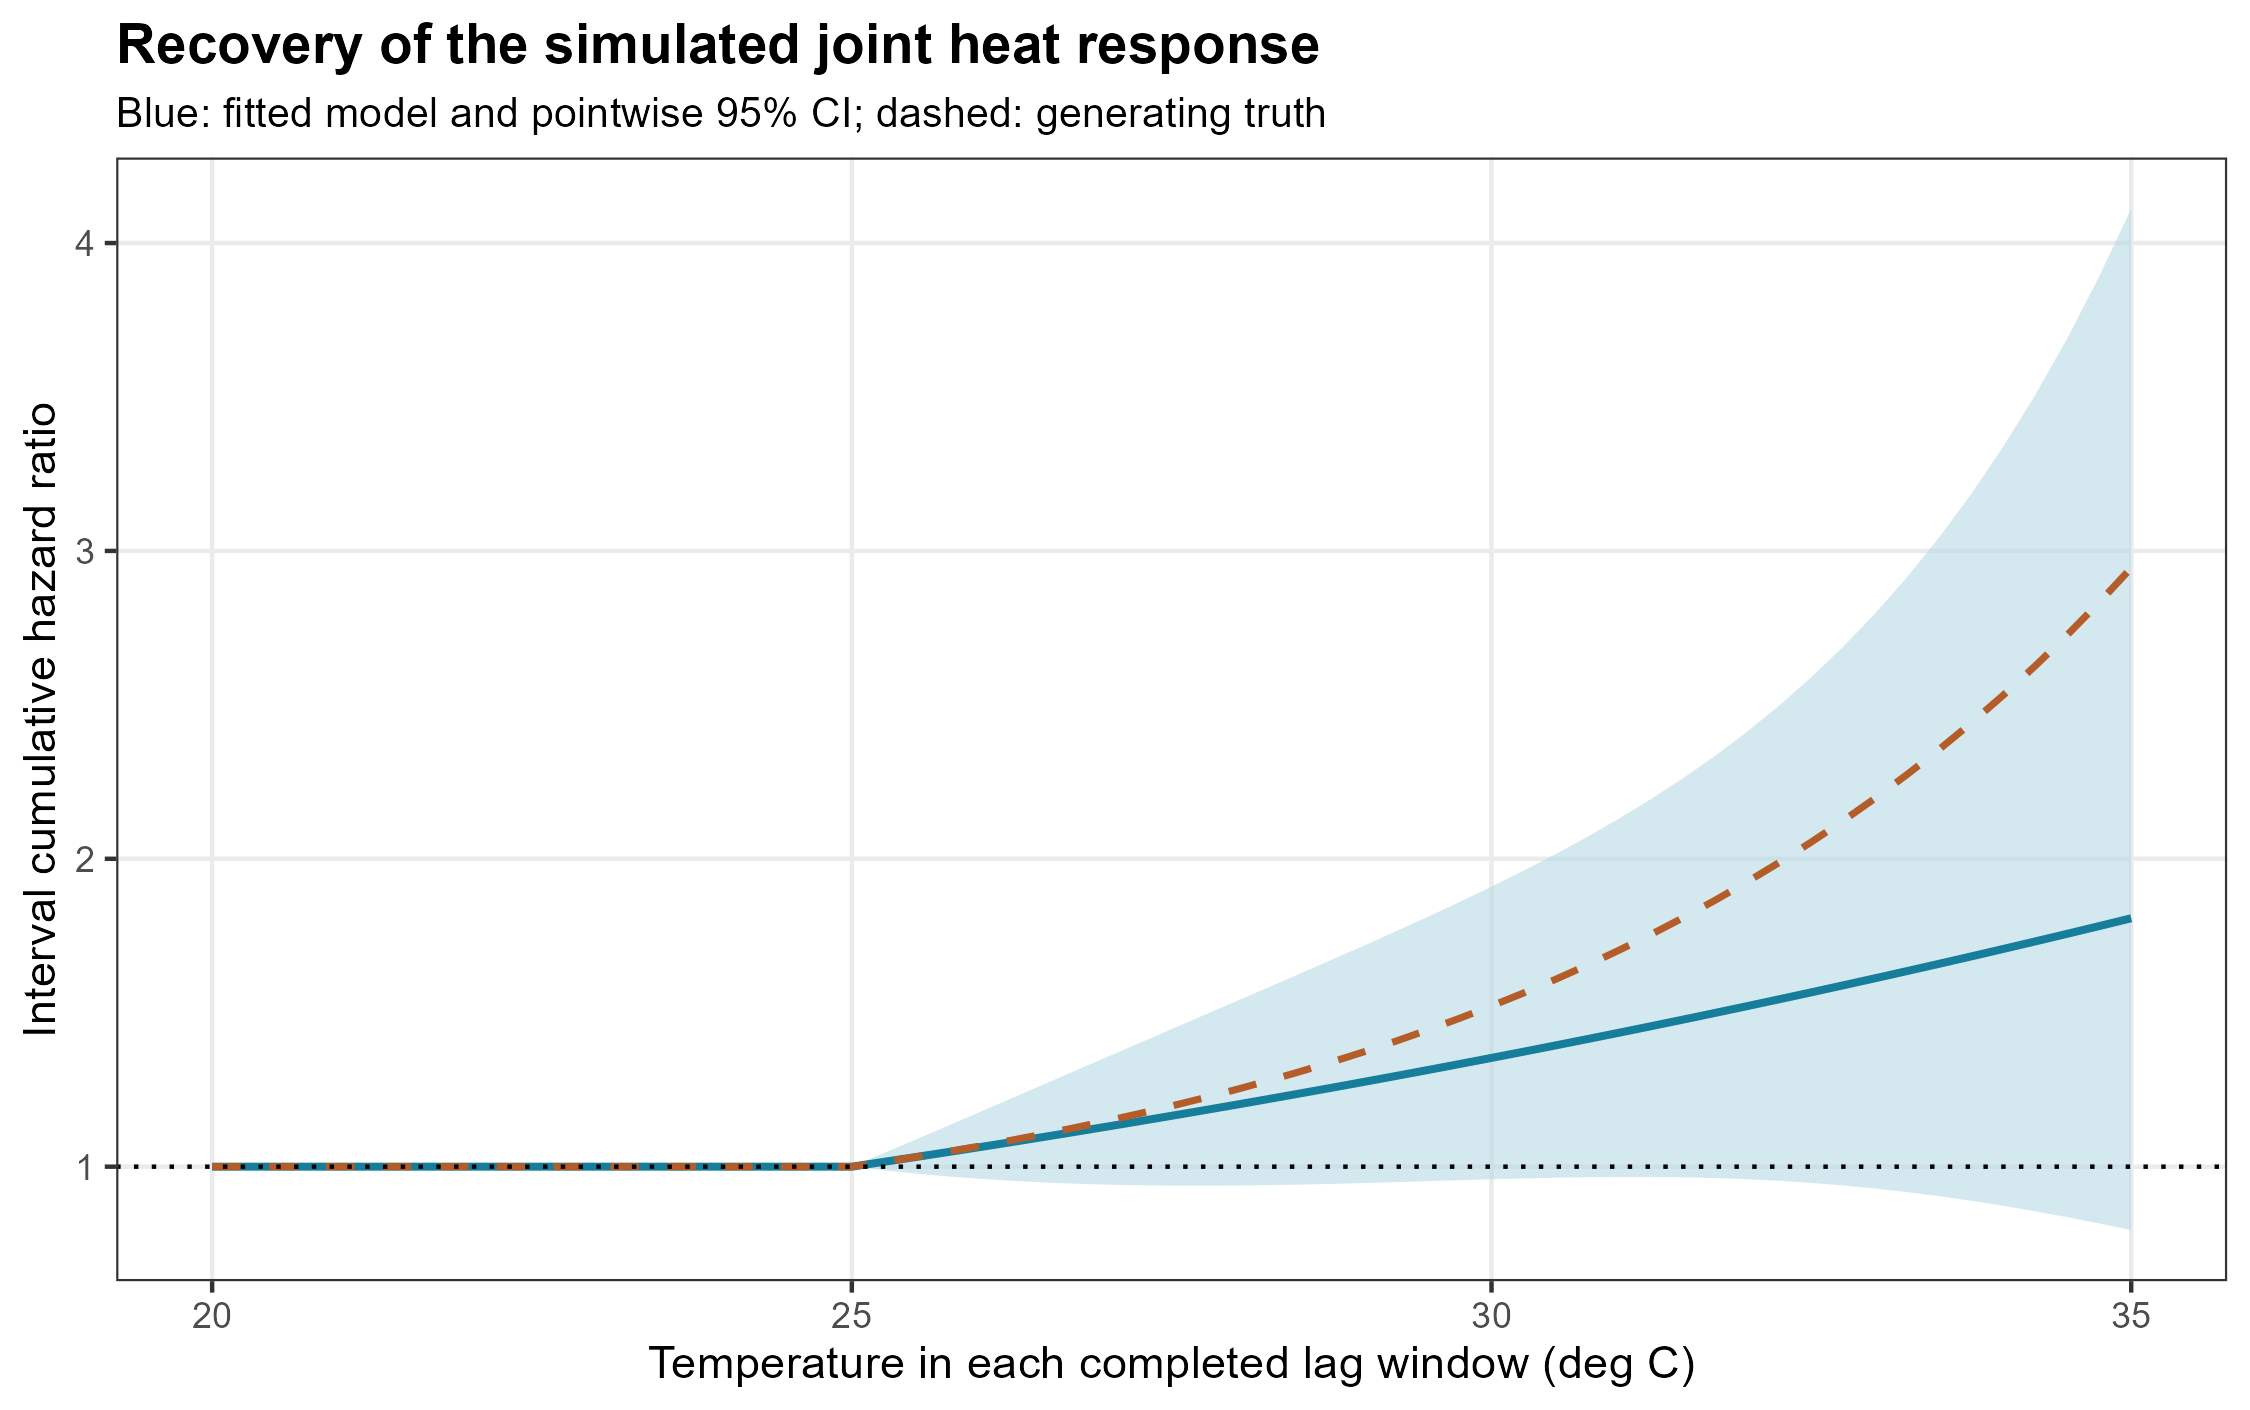 Recovery of the simulated joint heat response
Blue: fitted model and pointwise 95% CI; dashed: generating truth
Interval cumulative hazard ratio
4
3
2
1
20
25
30
35
Temperature in each completed lag window (deg C)